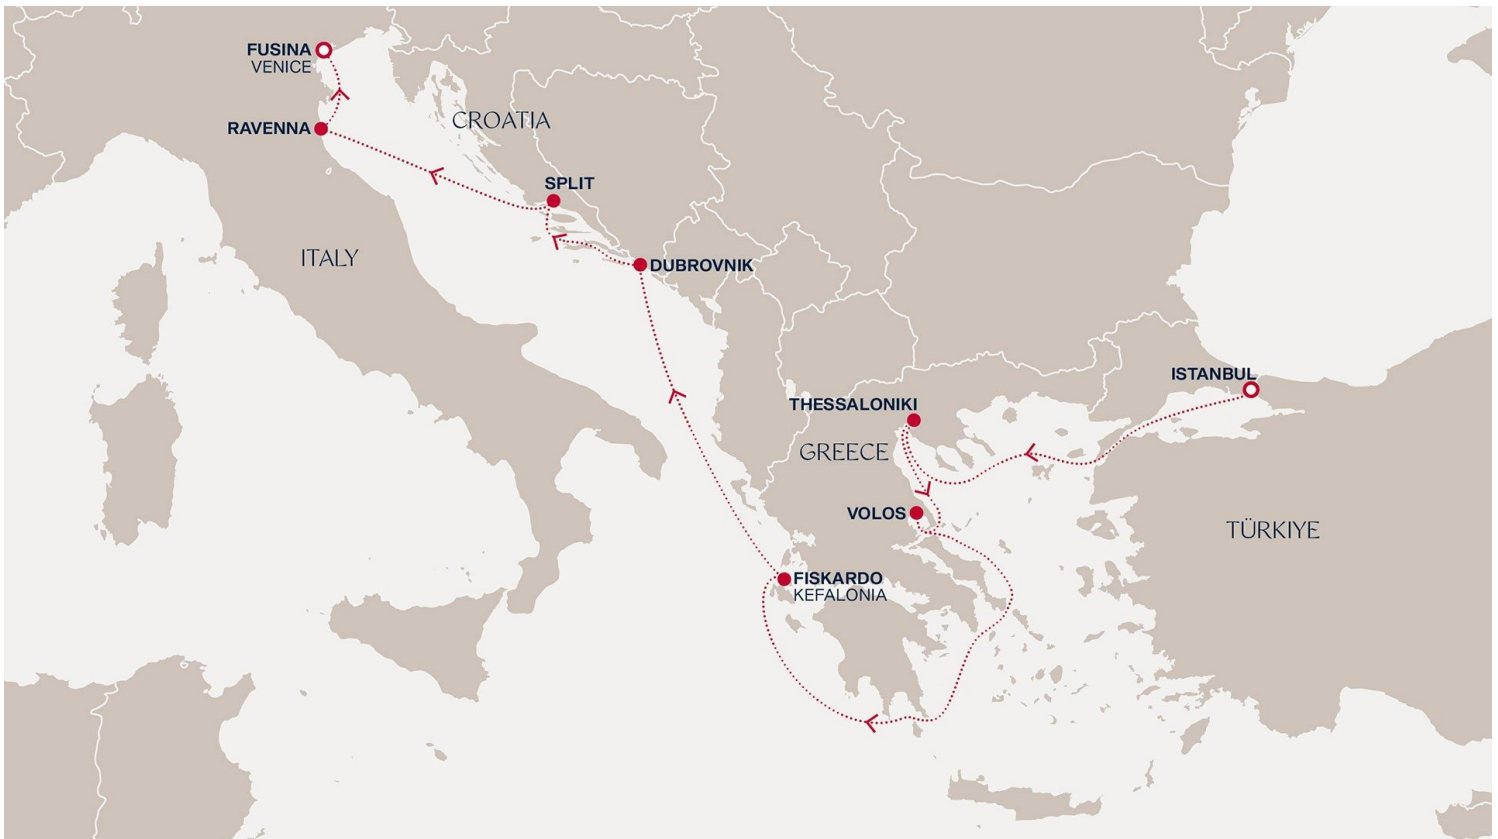 FUSINA
VENICE
RAVENNA
CROATIA
SPLIT
ITALY
DUBROVNIK
ISTANBUL
THESSALONIKI
GREECE
VOLOS
TÜRKIYE
FISKARDO
KEFALONIA